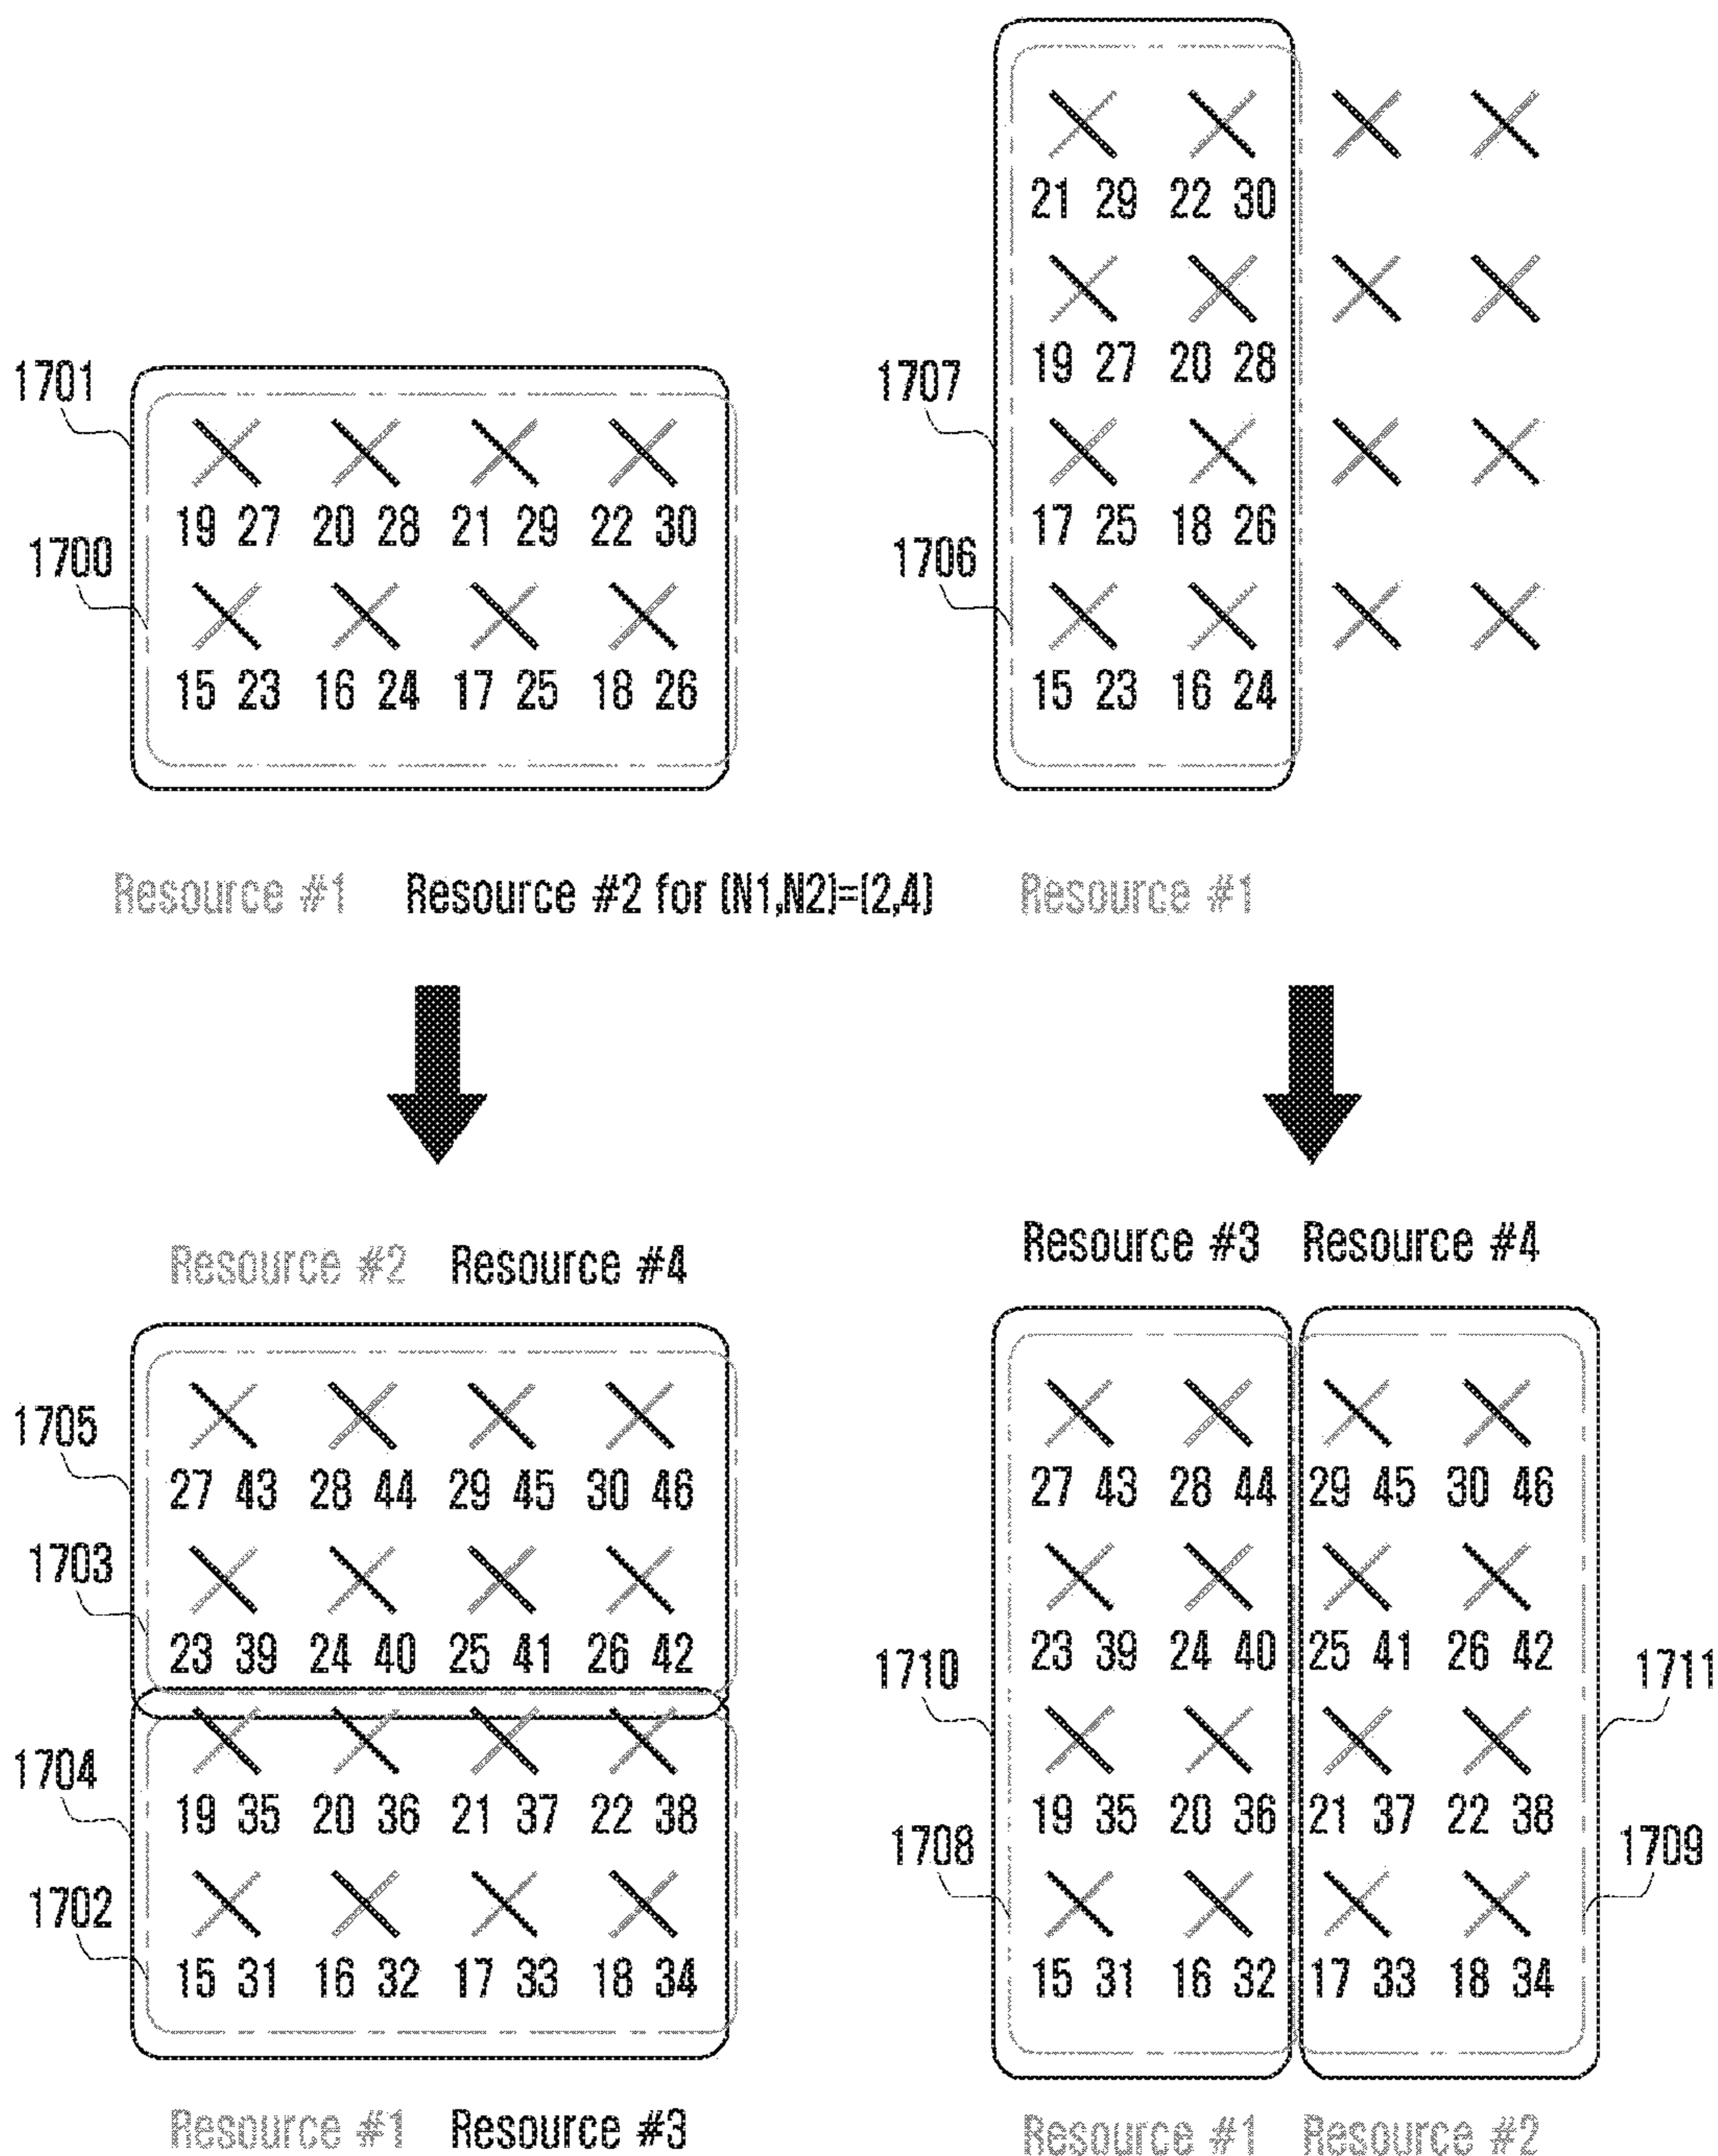 21 29 22 30
19 27 20 28
1701
1707
19 27 20 28 21 29 22 30
17 25 18 26
1700
1706
15 23 16 24 17 25 18 26
15 23 16 24
Resource #1 Resource #2 for (N1,N2)=(2,4) Resource #1
Resource #2 Resource #4
Resource #3 Resource #4
1705
27 43 28 44 29 45 30 46
27 43 28 44 29 45 30 46
1703
23 39 24 40 25 41 26 42
23 39 24 40 25 41 26 42
1710
1711
1704
19 35 20 36 21 37 22 38
19 35 20 36 21 37 22 38
1708
1709
1702
15 31 16 32 17 33 18 34
15 31 16 32 17 33 18 34
Resource #1 Resource #3
Resource #1 Resource #2